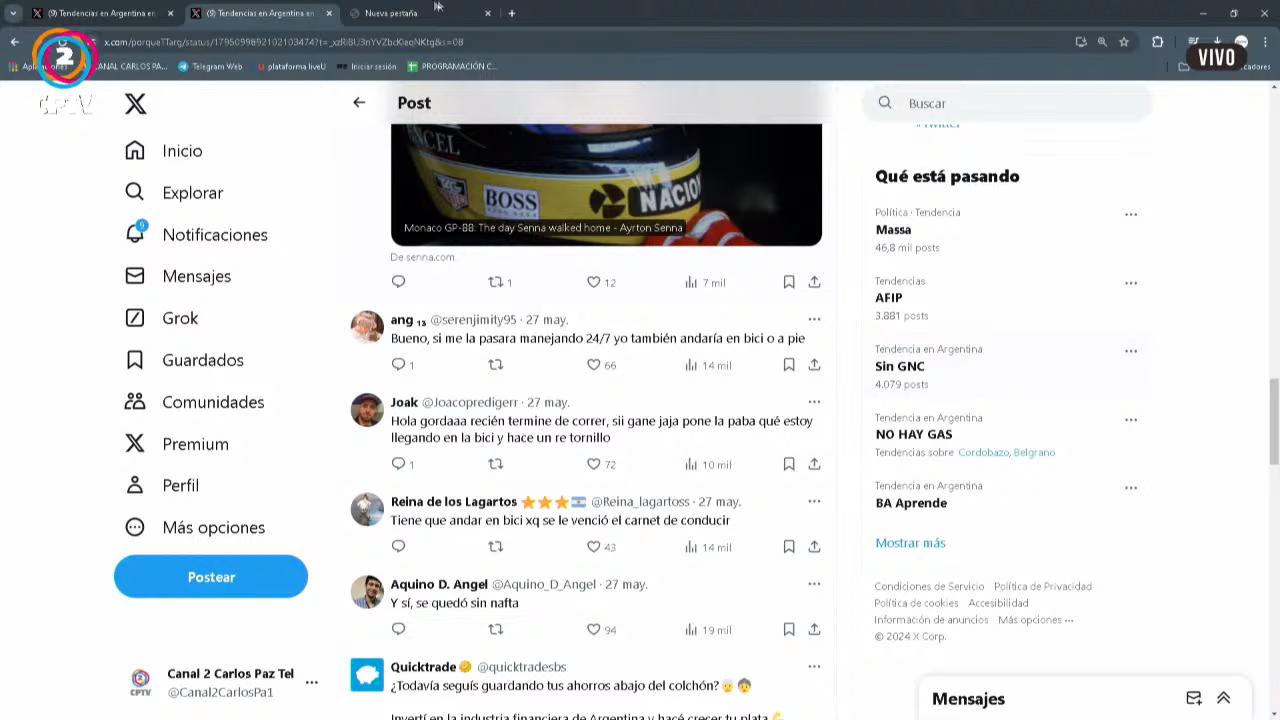 (9) Tendencias en Argentina en
(9) Tendencias en Argentina en
Nueva pestaña
x.com/porqueTTarg/status/1795099892102103474?t=_xzRiBU3nYVZbcKleqNKtg&s=08
CANAL CARLOS PA...
Telegram Web
plataforma liveU
Iniciar sesión
PROGRAMACIÓN C...
2
CPTV
VIVO
Post
Buscar
Inicio
Explorar
9
Notificaciones
Mensajes
Grok
Guardados
Comunidades
Premium
Perfil
Más opciones
Postear
Canal 2 Carlos Paz Tel
@Canal2CarlosPa1
BOSS
NACION
Monaco GP-88: The day Senna walked home - Ayrton Senna
De senna.com
1 12 7 mil
ang ₁₃ @serenjimity95 · 27 may.
Bueno, si me la pasara manejando 24/7 yo también andaría en bici o a pie
1 66 14 mil
Joak @Joacopredigerr · 27 may.
Hola gordaaa recién termine de correr, sii gane jaja pone la paba qué estoy
llegando en la bici y hace un re tornillo
1 72 10 mil
Reina de los Lagartos ⭐⭐⭐🇦🇷 @Reina_lagartoss · 27 may.
Tiene que andar en bici xq se le venció el carnet de conducir
43 14 mil
Aquino D. Angel @Aquino_D_Angel · 27 may.
Y sí, se quedó sin nafta
94 19 mil
Quicktrade @quicktradesbs
¿Todavía seguís guardando tus ahorros abajo del colchón?
Invertí en la industria financiera de Argentina y hacé crecer tu plata
#Twitter
Qué está pasando
Política · Tendencia
Massa
46,8 mil posts
Tendencias
AFIP
3.881 posts
Tendencia en Argentina
Sin GNC
4.079 posts
Tendencia en Argentina
NO HAY GAS
Tendencias sobre Cordobazo, Belgrano
Tendencia en Argentina
BA Aprende
Mostrar más
Condiciones de Servicio Política de Privacidad
Política de cookies Accesibilidad
Información de anuncios Más opciones ···
© 2024 X Corp.
Mensajes